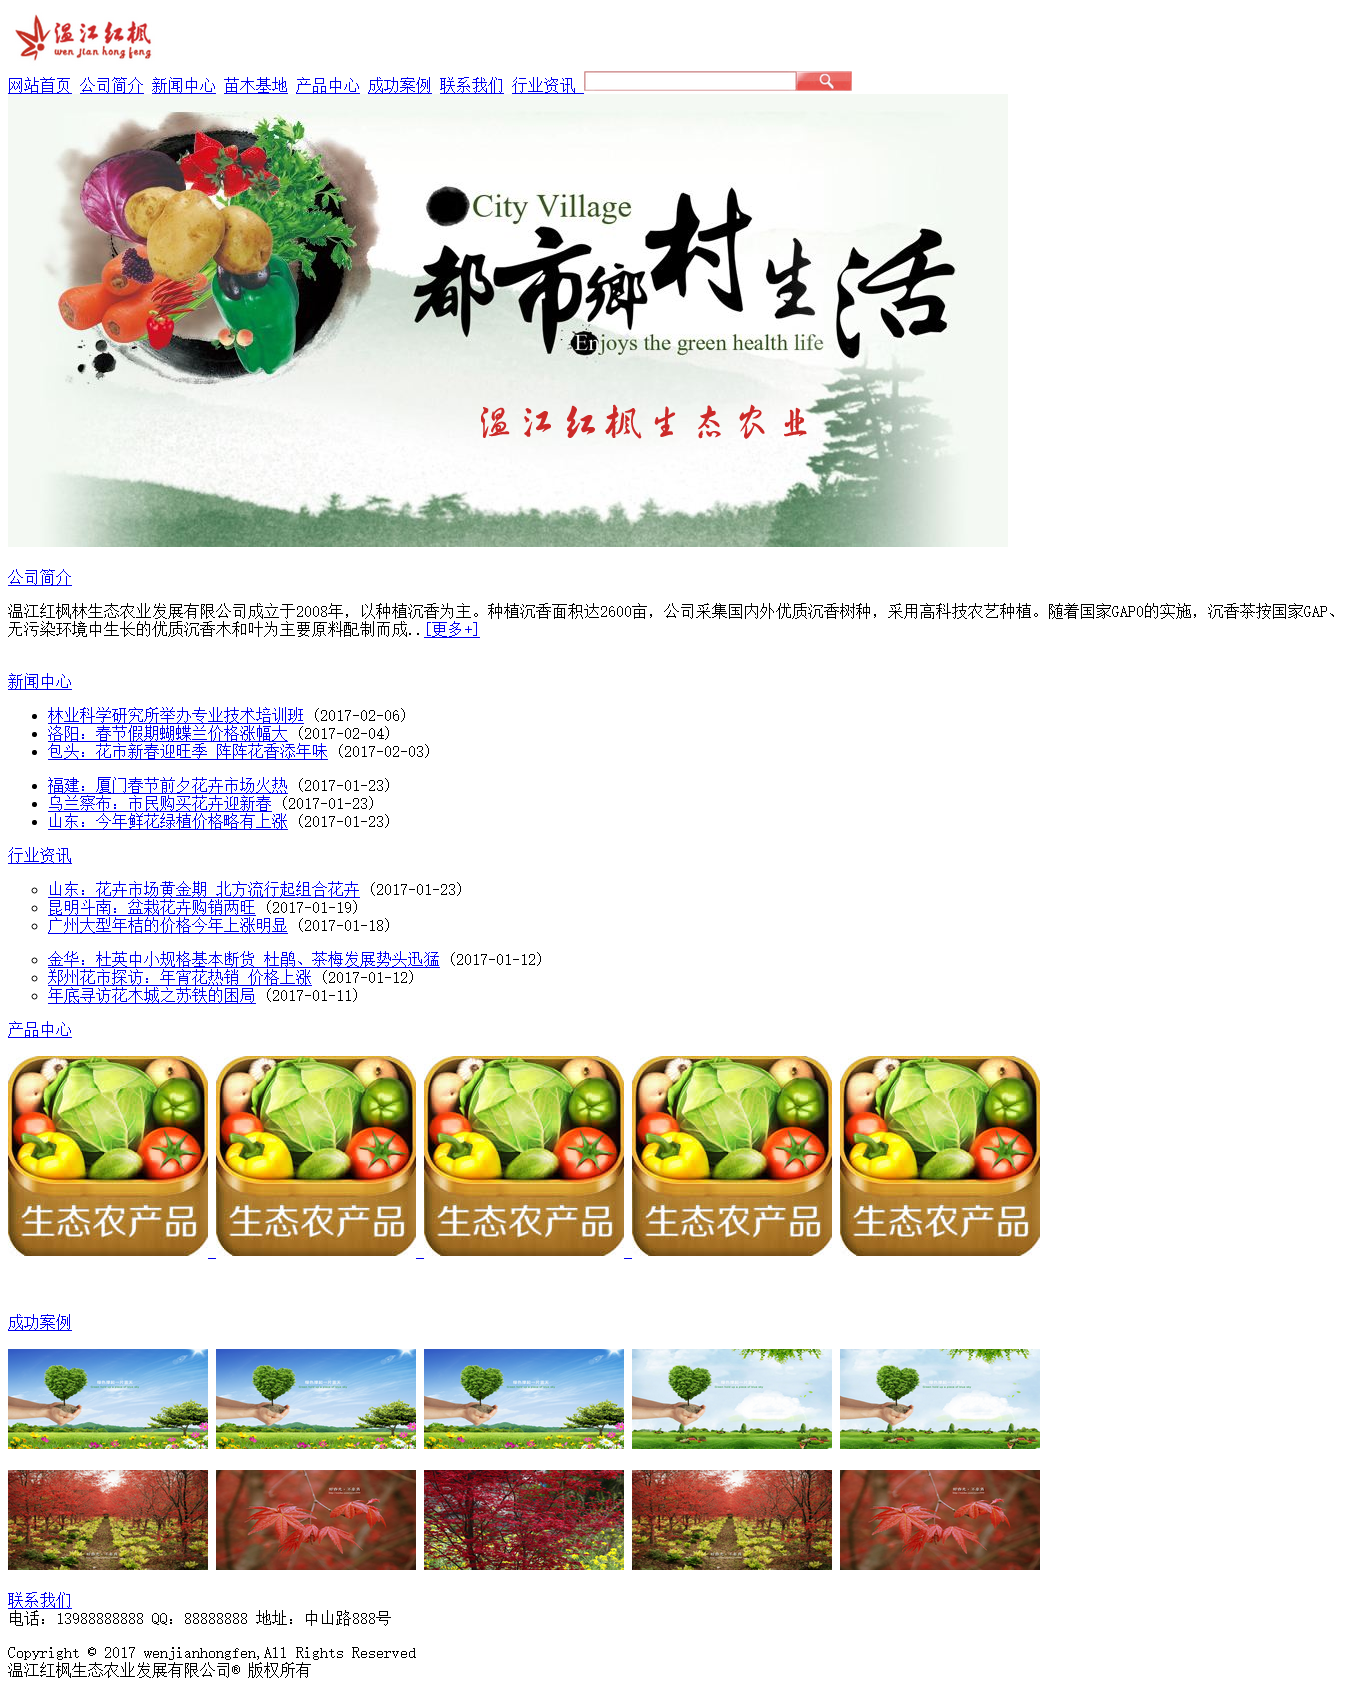 温江红枫
wen jian hong feng
网站首页 公司简介 新闻中心 苗木基地 产品中心 成功案例 联系我们 行业资讯
City Village
都市鄉村生活
Enjoys the green health life
温江红枫生态农业
公司简介
温江红枫林生态农业发展有限公司成立于2008年，以种植沉香为主。种植沉香面积达2600亩，公司采集国内外优质沉香树种，采用高科技农艺种植。随着国家GAP0的实施，沉香茶按国家GAP、
无污染环境中生长的优质沉香木和叶为主要原料配制而成..[更多+]
新闻中心
林业科学研究所举办专业技术培训班 (2017-02-06)
洛阳：春节假期蝴蝶兰价格涨幅大 (2017-02-04)
包头：花市新春迎旺季 阵阵花香添年味 (2017-02-03)
福建：厦门春节前夕花卉市场火热 (2017-01-23)
乌兰察布：市民购买花卉迎新春 (2017-01-23)
山东：今年鲜花绿植价格略有上涨 (2017-01-23)
行业资讯
山东：花卉市场黄金期 北方流行起组合花卉 (2017-01-23)
昆明斗南：盆栽花卉购销两旺 (2017-01-19)
广州大型年桔的价格今年上涨明显 (2017-01-18)
金华：杜英中小规格基本断货 杜鹃、茶梅发展势头迅猛 (2017-01-12)
郑州花市探访：年宵花热销 价格上涨 (2017-01-12)
年底寻访花木城之苏铁的困局 (2017-01-11)
产品中心
生态农产品 生态农产品 生态农产品 生态农产品 生态农产品
成功案例
联系我们
电话：13988888888 QQ：88888888 地址：中山路888号
Copyright © 2017 wenjianhongfen,All Rights Reserved
温江红枫生态农业发展有限公司® 版权所有